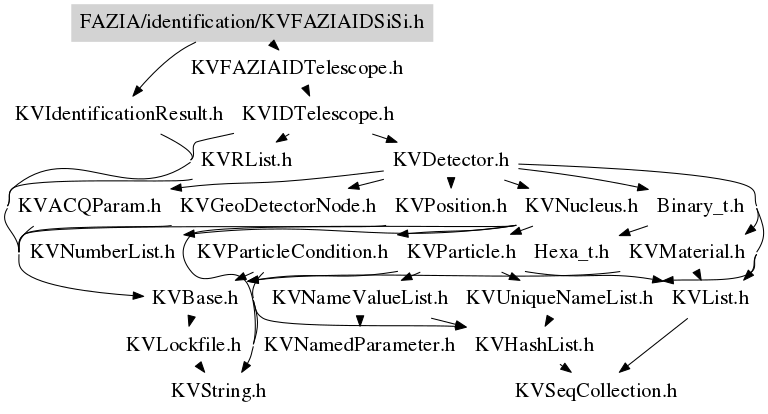 FAZIA/identification/KVFAZIAIDSiSi.h
KVFAZIAIDTelescope.h
KVIdentificationResult.h KVIDTelescope.h
KVRList.h KVDetector.h
KVACQParam.h KVGeoDetectorNode.h KVPosition.h KVNucleus.h Binary_t.h
KVNumberList.h KVParticleCondition.h KVParticle.h Hexa_t.h KVMaterial.h
KVBase.h KVNameValueList.h KVUniqueNameList.h KVList.h
KVLockfile.h KVNamedParameter.h KVHashList.h
KVString.h KVSeqCollection.h